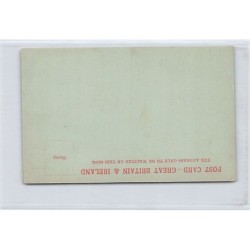 POST CARD - GREAT BRITAIN & IRELAND
THE ADDRESS ONLY TO BE WRITTEN ON THIS SIDE.